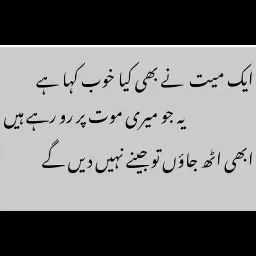 ایک میت نے بھی کیا خوب کہا ہے
یہ جو میری موت پر رو رہے ہیں
ابھی اٹھ جاؤں تو جینے نہیں دیں گے